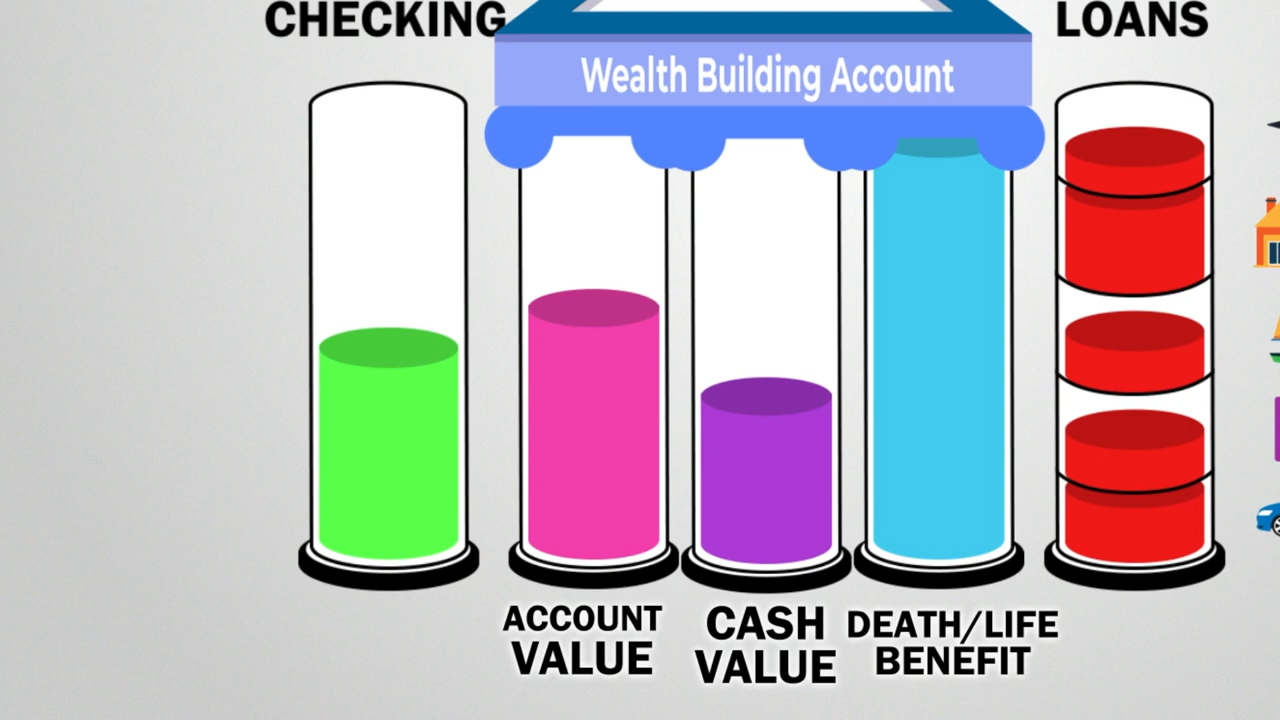 CHECKING
LOANS
Wealth Building Account
ACCOUNT
VALUE
CASH
VALUE
DEATH/LIFE
BENEFIT